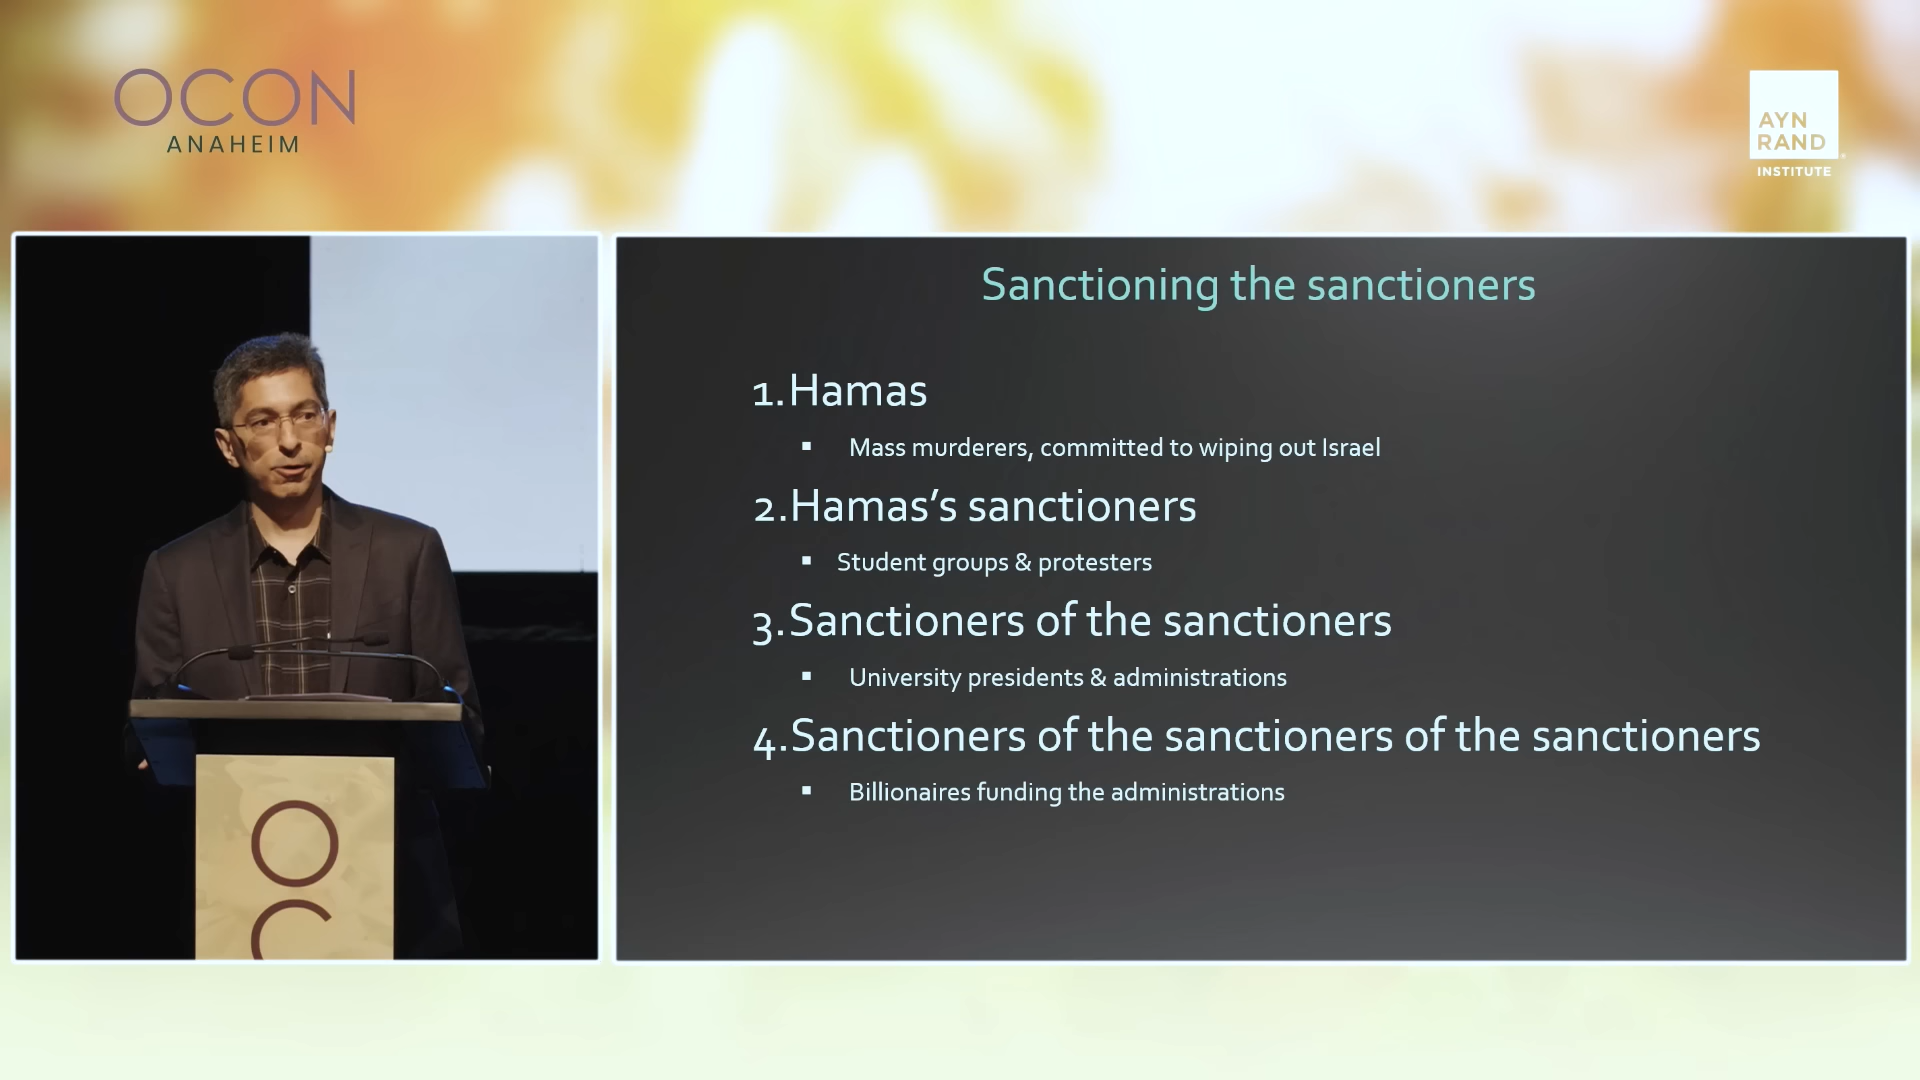 OCON
ANAHEIM
AYN
RAND
INSTITUTE
Sanctioning the sanctioners
1. Hamas
▪ Mass murderers, committed to wiping out Israel
2. Hamas’s sanctioners
▪ Student groups & protesters
3. Sanctioners of the sanctioners
▪ University presidents & administrations
4. Sanctioners of the sanctioners of the sanctioners
▪ Billionaires funding the administrations
OC